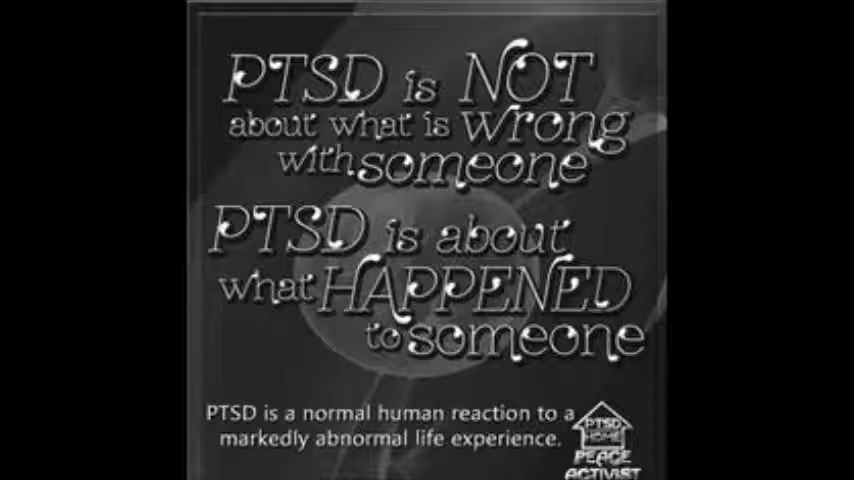 PTSD is NOT
about what is wrong
with someone
PTSD is about
what HAPPENED
to someone
PTSD is a normal human reaction to a
markedly abnormal life experience.
PTSD
HOME
PEACE
ACTIVIST